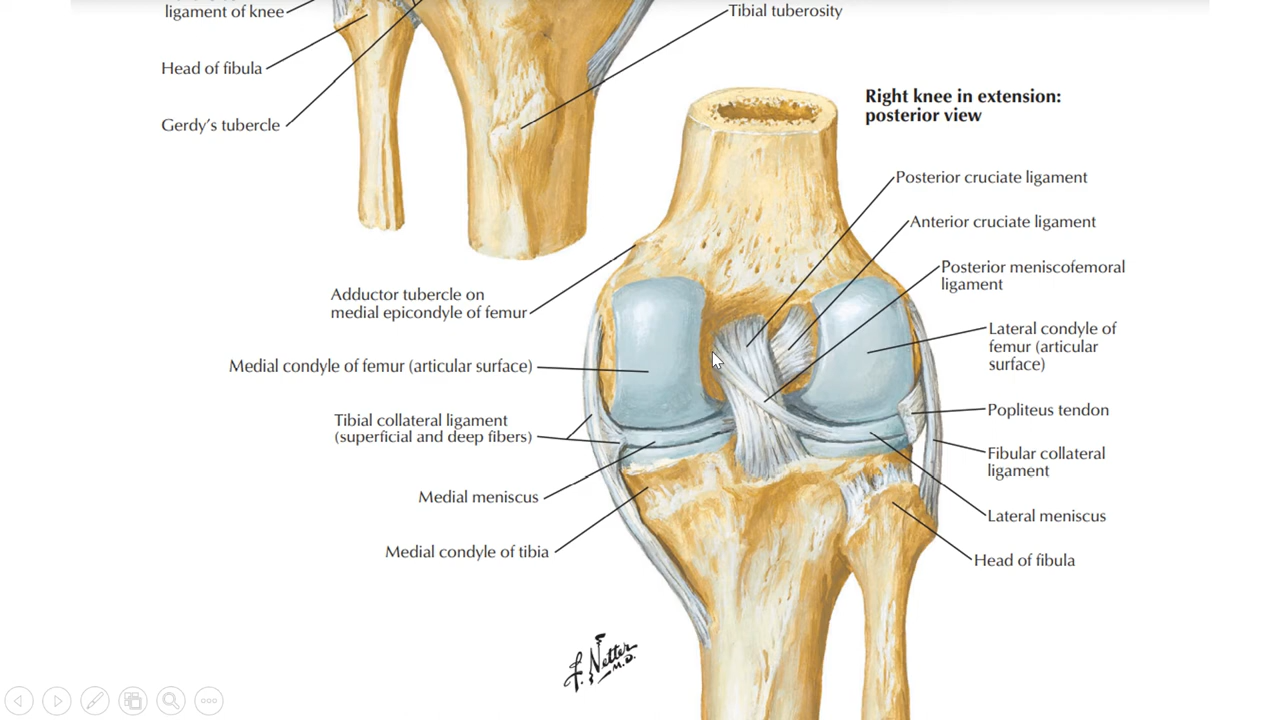 ligament of knee
Head of fibula
Gerdy's tubercle
Tibial tuberosity
Right knee in extension:
posterior view
Posterior cruciate ligament
Anterior cruciate ligament
Posterior meniscofemoral
ligament
Adductor tubercle on
medial epicondyle of femur
Lateral condyle of
femur (articular
surface)
Medial condyle of femur (articular surface)
Popliteus tendon
Tibial collateral ligament
(superficial and deep fibers)
Fibular collateral
ligament
Medial meniscus
Lateral meniscus
Medial condyle of tibia
Head of fibula
F. Netter
M.D.